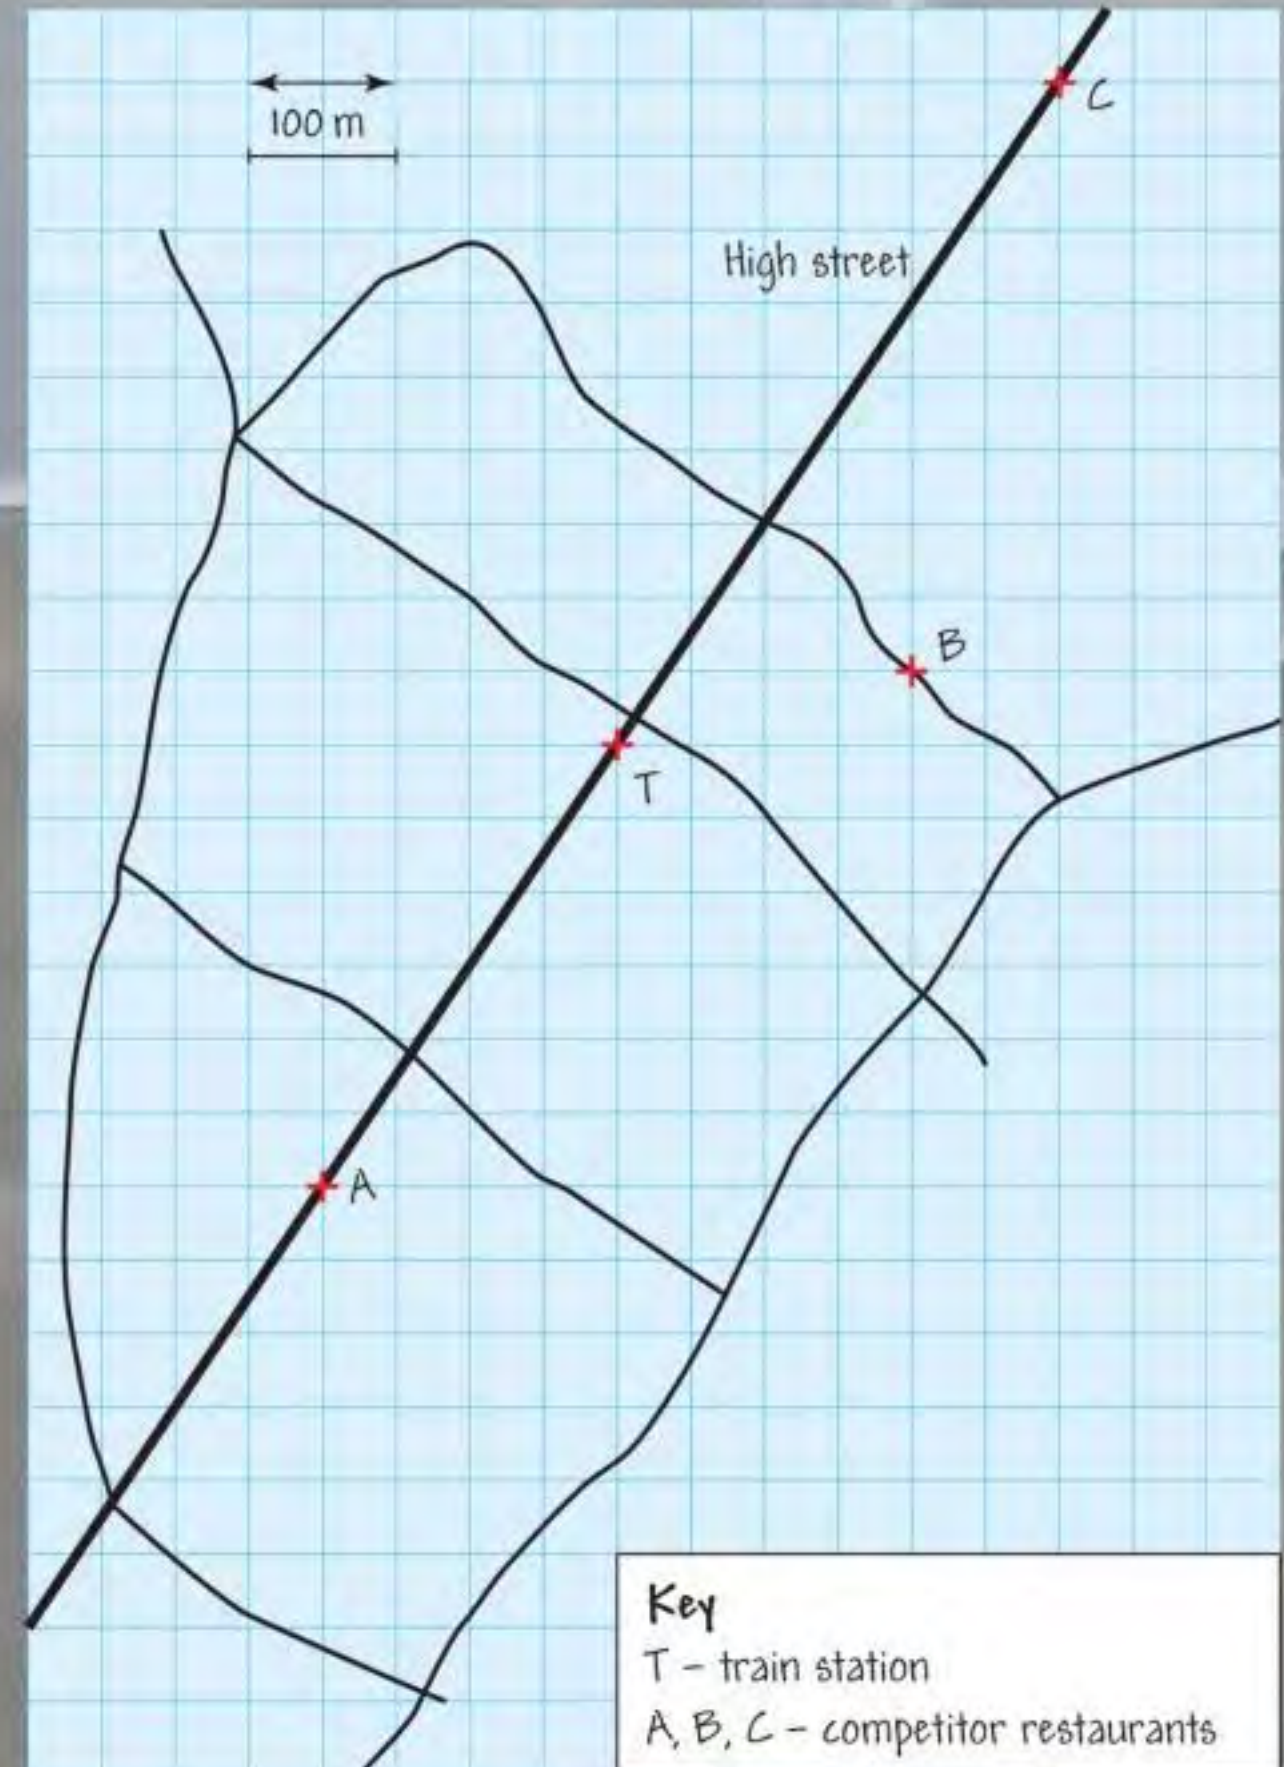 100 m
C
High street
B
T
A
Key
T – train station
A, B, C – competitor restaurants